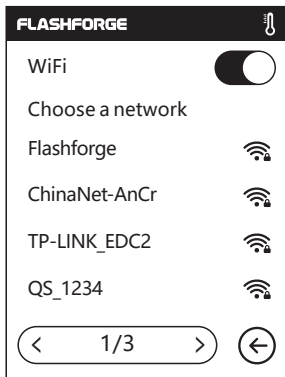 FLASHFORGE
WiFi
Choose a network
Flashforge
ChinaNet-AnCr
TP-LINK_EDC2
QS_1234
< 1/3 >